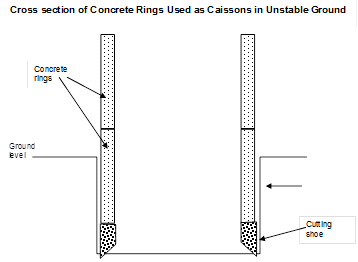 Cross section of Concrete Rings Used as Caissons in Unstable Ground
Concrete
rings
Ground
level
Cutting
shoe